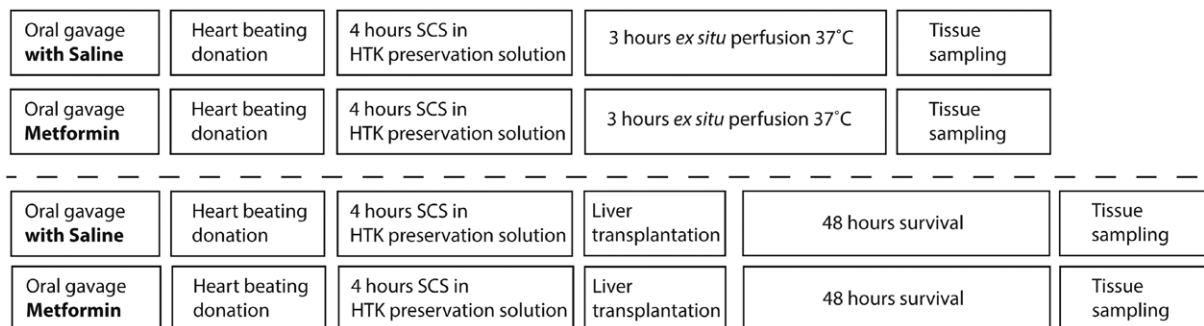 Oral gavage
with Saline
Heart beating
donation
4 hours SCS in
HTK preservation solution
3 hours ex situ perfusion 37˚C
Tissue
sampling
Oral gavage
Metformin
Heart beating
donation
4 hours SCS in
HTK preservation solution
3 hours ex situ perfusion 37˚C
Tissue
sampling
Oral gavage
with Saline
Heart beating
donation
4 hours SCS in
HTK preservation solution
Liver
transplantation
48 hours survival
Tissue
sampling
Oral gavage
Metformin
Heart beating
donation
4 hours SCS in
HTK preservation solution
Liver
transplantation
48 hours survival
Tissue
sampling